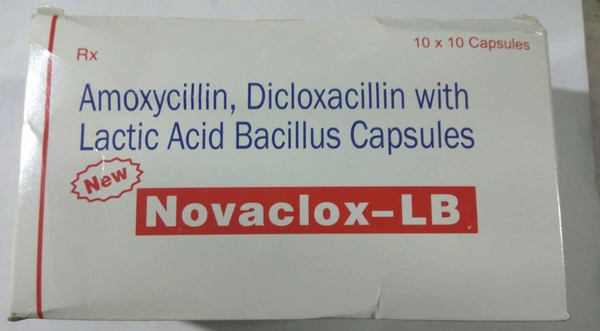 Rx
10 x 10 Capsules
Amoxycillin, Dicloxacillin with
Lactic Acid Bacillus Capsules
New
Novaclox-LB